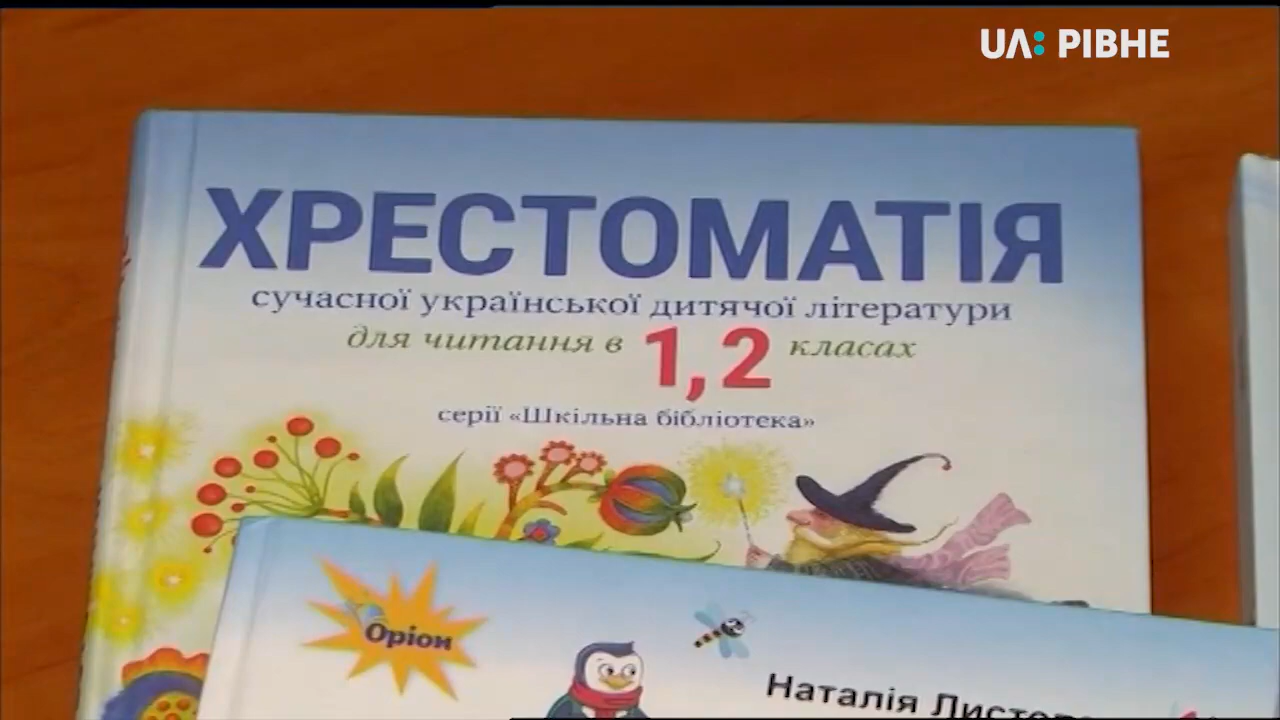 UA: РІВНЕ
ХРЕСТОМАТІЯ
сучасної української дитячої літератури
для читання в 1, 2 класах
серії «Шкільна бібліотека»
Оріон
Наталія